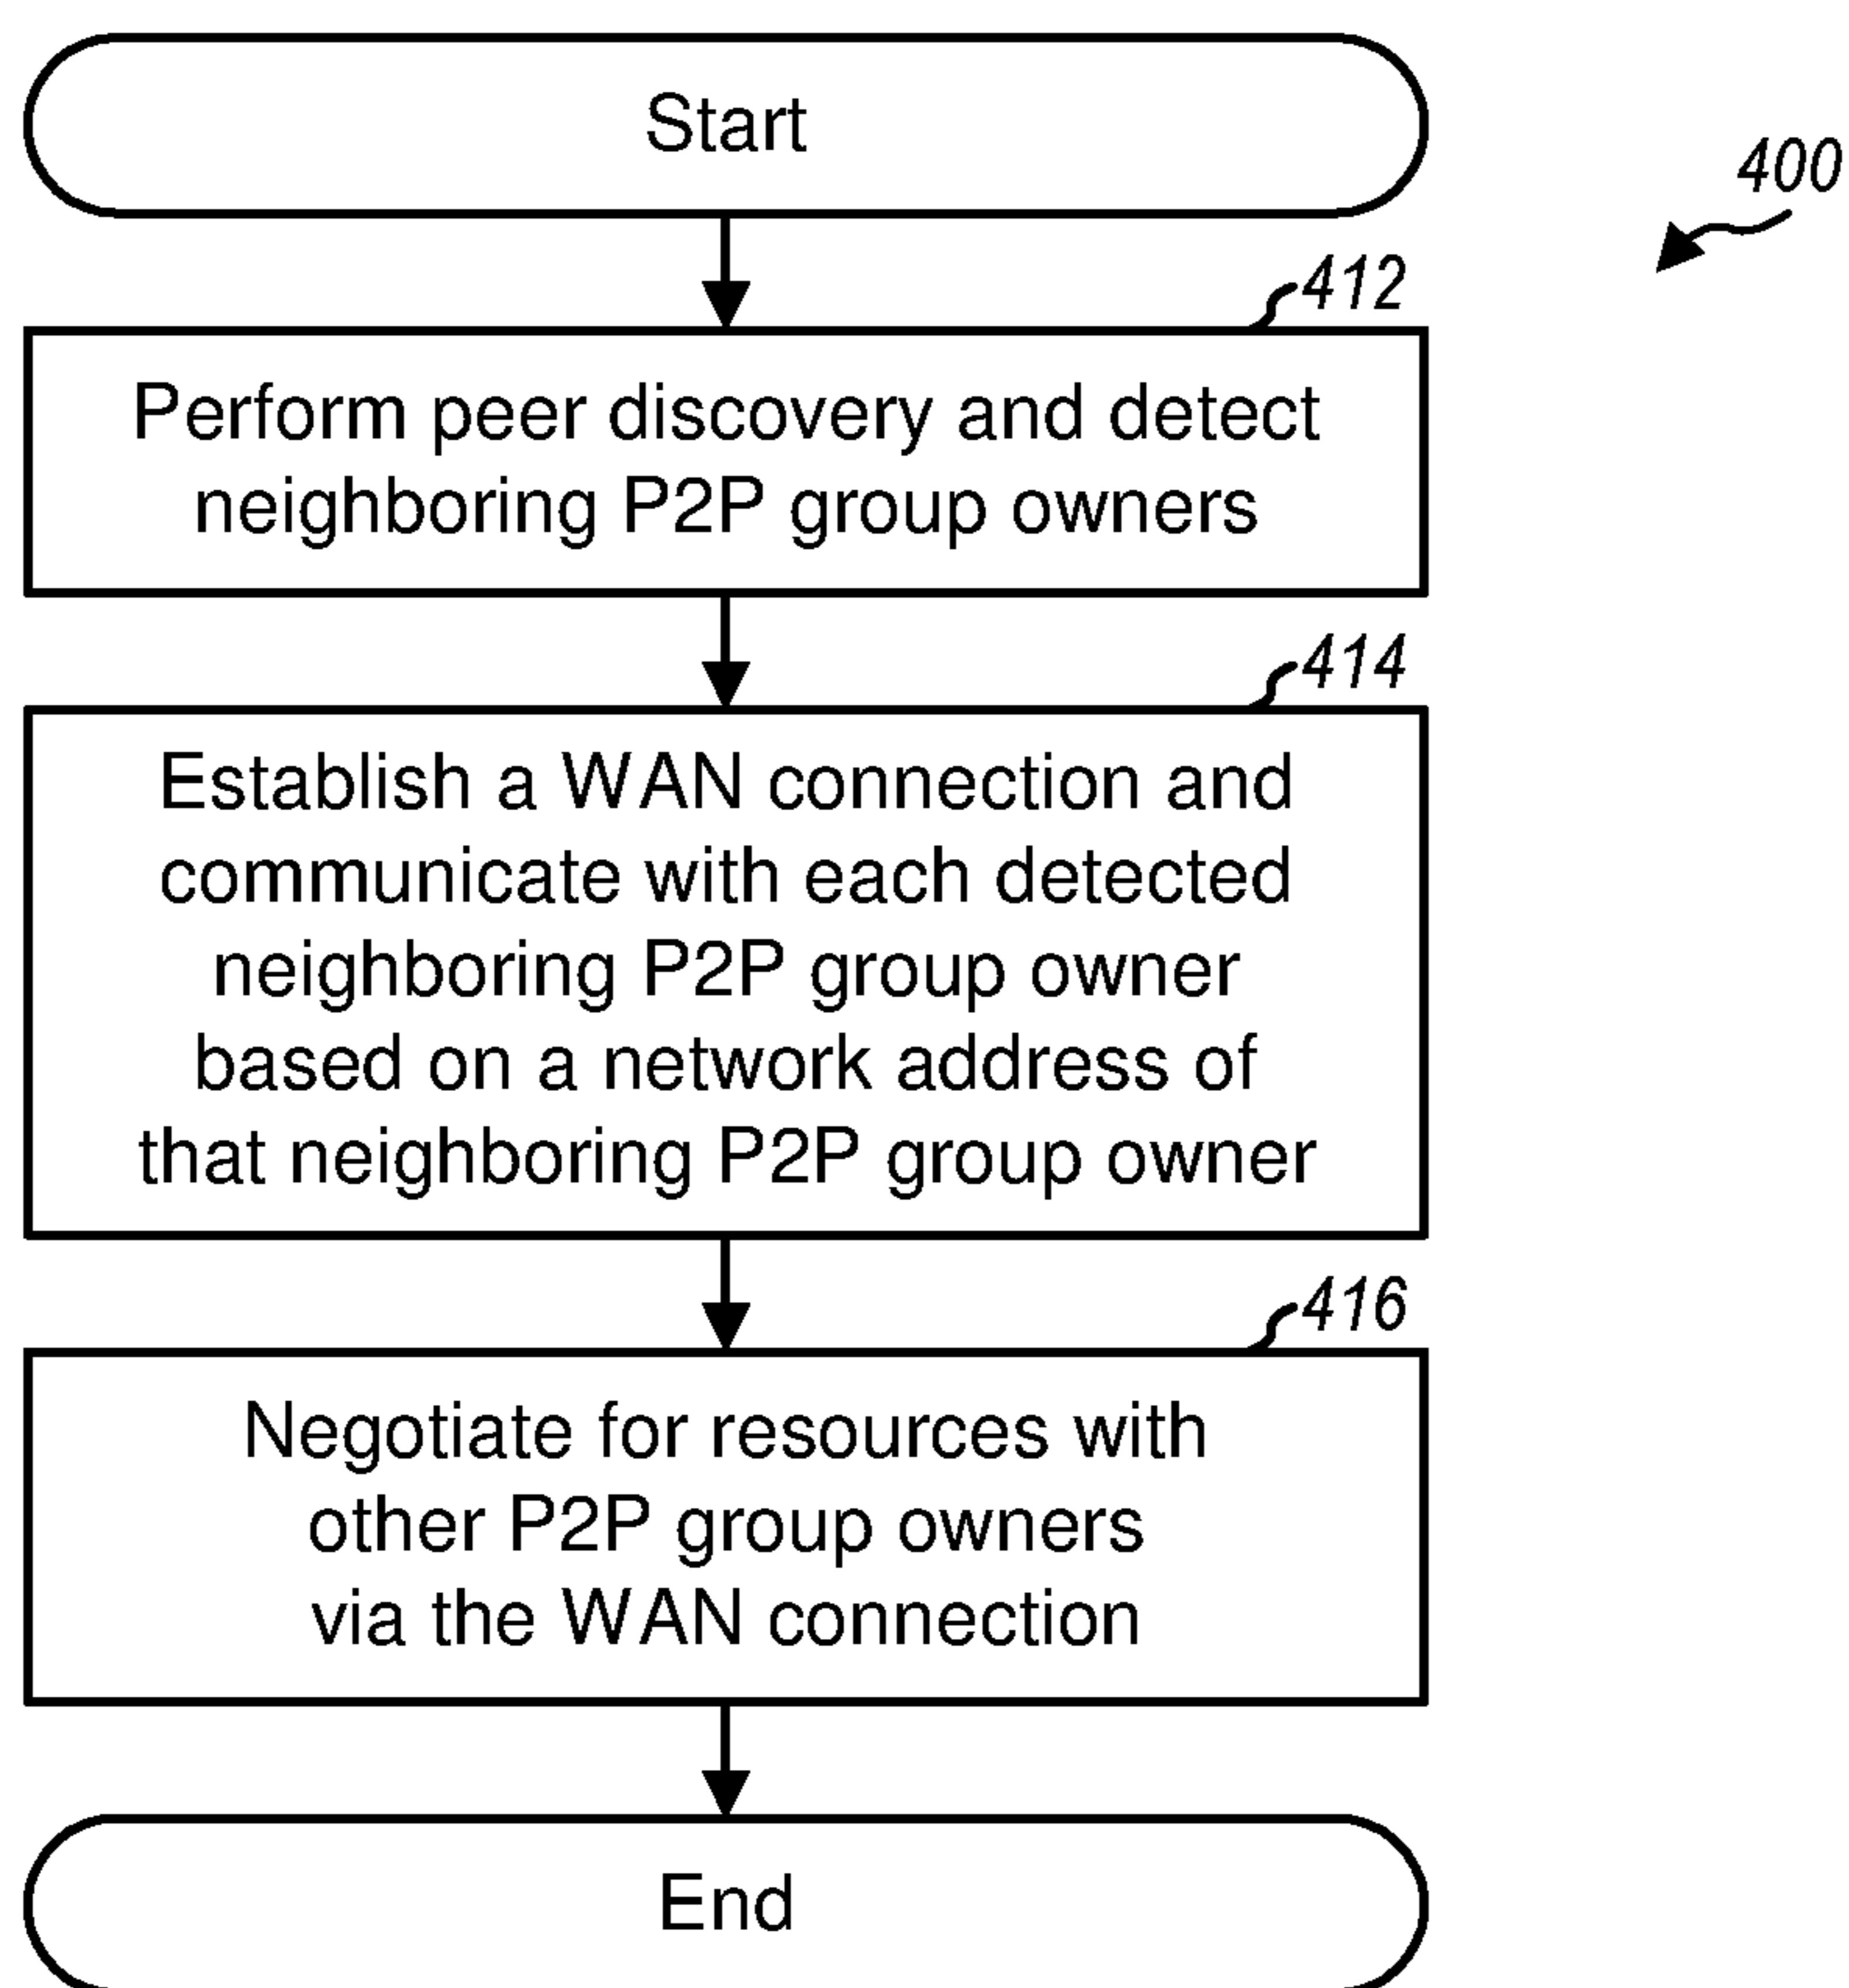 Start
400
412
Perform peer discovery and detect
neighboring P2P group owners
414
Establish a WAN connection and
communicate with each detected
neighboring P2P group owner
based on a network address of
that neighboring P2P group owner
416
Negotiate for resources with
other P2P group owners
via the WAN connection
End